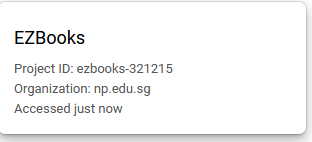 EZBooks
Project ID: ezbooks-321215
Organization: np.edu.sg
Accessed just now